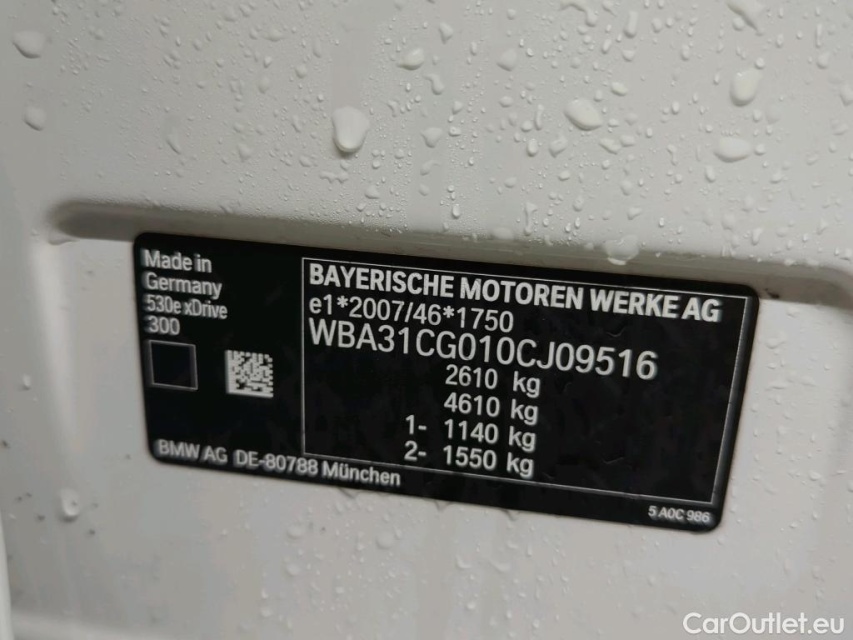 Made in
Germany
530e xDrive
300
BMW AG DE-80788 München
BAYERISCHE MOTOREN WERKE AG
e1*2007/46*1750
WBA31CG010CJ09516
2610 kg
4610 kg
1- 1140 kg
2- 1550 kg
5 A0C 986
CarOutlet.eu